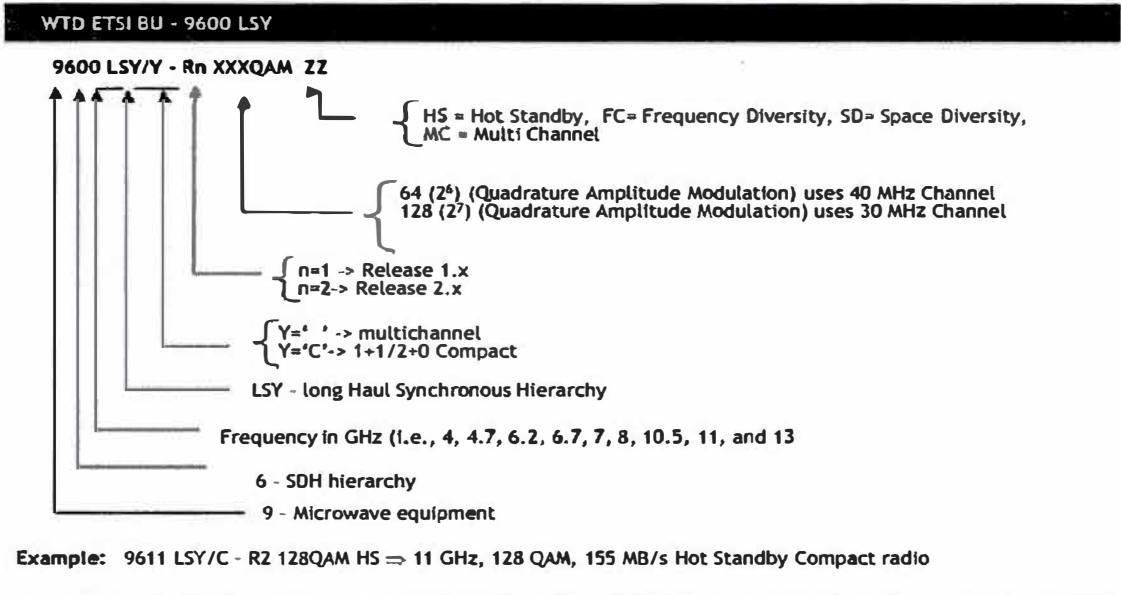 WTD ETSI BU - 9600 LSY
9600 LSY/Y - Rn XXXQAM ZZ
HS = Hot Standby, FC= Frequency Diversity, SD= Space Diversity,
MC = Multi Channel
64 (2⁶) (Quadrature Amplitude Modulation) uses 40 MHz Channel
128 (2⁷) (Quadrature Amplitude Modulation) uses 30 MHz Channel
n=1 -> Release 1.x
n=2-> Release 2.x
Y=' ' -> multichannel
Y='C'-> 1+1/2+0 Compact
LSY - long Haul Synchronous Hierarchy
Frequency in GHz (i.e., 4, 4.7, 6.2, 6.7, 7, 8, 10.5, 11, and 13
6 - SDH hierarchy
9 - Microwave equipment
Example: 9611 LSY/C - R2 128QAM HS ⇒ 11 GHz, 128 QAM, 155 MB/s Hot Standby Compact radio